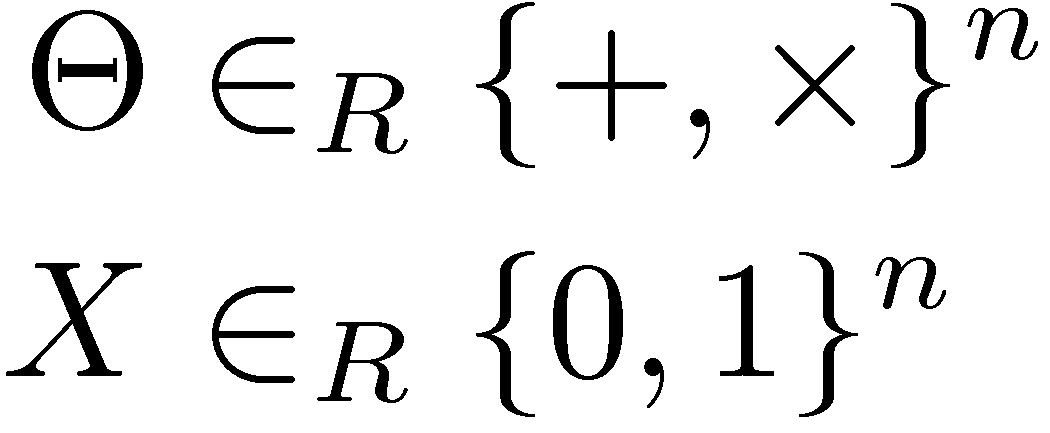 Θ ∈_R {+, ×}^n
X ∈_R {0, 1}^n